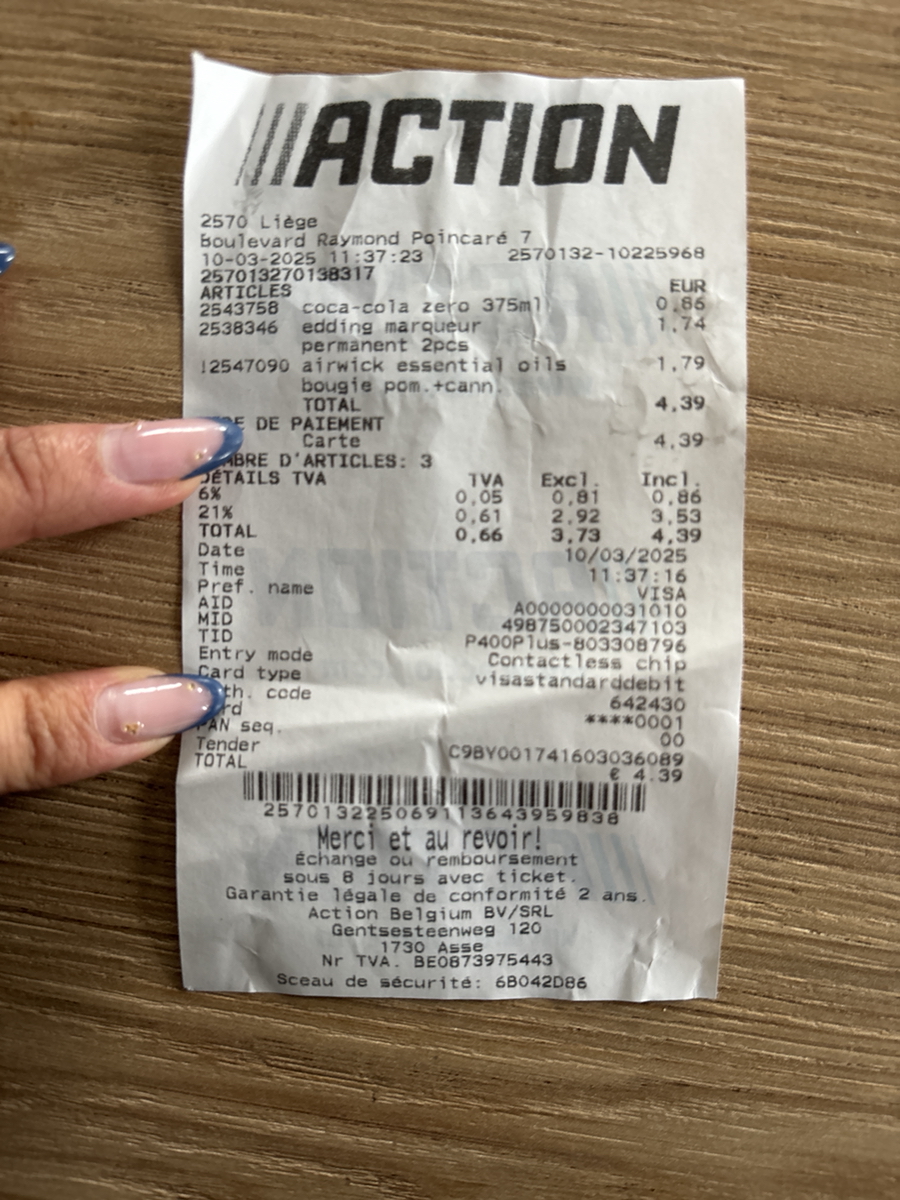 ACTION
2570 Liège
Boulevard Raymond Poincaré 7
10-03-2025 11:37:23 2570132-10225968
257013270138317
ARTICLES EUR
2543758 coca-cola zero 375ml 0,86
2538346 edding marqueur 1,74
permanent 2pcs
12547090 airwick essential oils 1,79
bougie pom.+cann.
TOTAL 4,39
DE PAIEMENT
Carte 4,39
MBRE D'ARTICLES: 3
DÉTAILS TVA TVA Excl. Incl.
6% 0,05 0,81 0,86
21% 0,61 2,92 3,53
TOTAL 0,66 3,73 4,39
Date 10/03/2025
Time 11:37:16
Pref. name VISA
AID A0000000031010
MID 498750002347103
TID P400Plus-803308796
Entry mode Contactless chip
Card type visastandarddebit
th. code 642430
rd ****0001
PAN seq. 00
Tender C9BY001741603036089
TOTAL € 4.39
257013225069113643959838
Merci et au revoir!
Échange ou remboursement
sous 8 jours avec ticket.
Garantie légale de conformité 2 ans.
Action Belgium BV/SRL
Gentsesteenweg 120
1730 Asse
Nr TVA. BE0873975443
Sceau de sécurité: 6B042D86